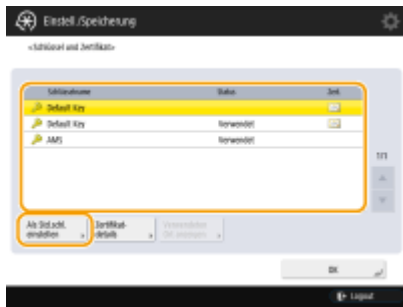 Einstell./Speicherung
<Schlüssel und Zertifikat>
Schlüsselname Status Zert.
Default Key
Default Key Verwendet
AMS Verwendet
1/1
Als Std.schl. einstellen
Zertifikat-
details
OK
Logout